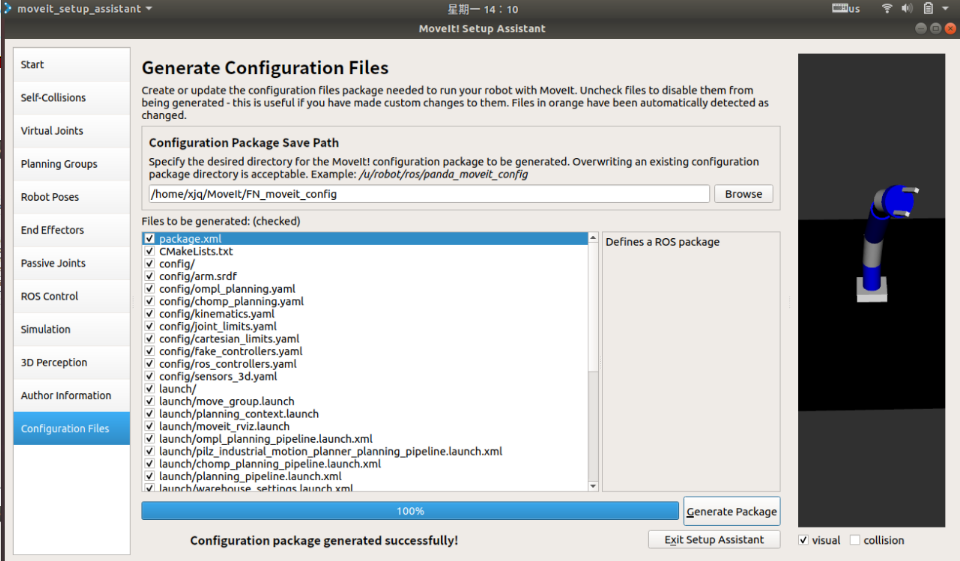 moveit_setup_assistant
星期一 14：10
us
MoveIt! Setup Assistant
Start
Self-Collisions
Virtual Joints
Planning Groups
Robot Poses
End Effectors
Passive Joints
ROS Control
Simulation
3D Perception
Author Information
Configuration Files
Generate Configuration Files
Create or update the configuration files package needed to run your robot with MoveIt. Uncheck files to disable them from
being generated - this is useful if you have made custom changes to them. Files in orange have been automatically detected as
changed.
Configuration Package Save Path
Specify the desired directory for the MoveIt! configuration package to be generated. Overwriting an existing configuration
package directory is acceptable. Example: /u/robot/ros/panda_moveit_config
/home/xjq/MoveIt/FN_moveit_config
Browse
Files to be generated: (checked)
package.xml
CMakeLists.txt
config/
config/arm.srdf
config/ompl_planning.yaml
config/chomp_planning.yaml
config/kinematics.yaml
config/joint_limits.yaml
config/cartesian_limits.yaml
config/fake_controllers.yaml
config/ros_controllers.yaml
config/sensors_3d.yaml
launch/
launch/move_group.launch
launch/planning_context.launch
launch/moveit_rviz.launch
launch/ompl_planning_pipeline.launch.xml
launch/pilz_industrial_motion_planner_planning_pipeline.launch.xml
launch/chomp_planning_pipeline.launch.xml
launch/planning_pipeline.launch.xml
launch/warehouse_settings.launch.xml
Defines a ROS package
100%
Generate Package
Configuration package generated successfully!
Exit Setup Assistant
visual
collision